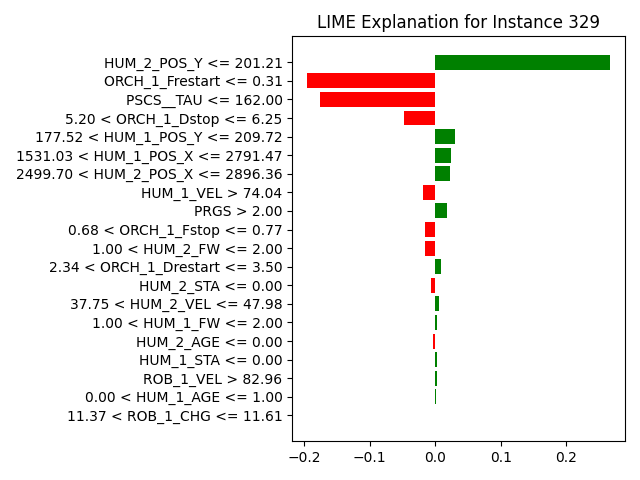 LIME Explanation for Instance 329
HUM_2_POS_Y <= 201.21
ORCH_1_Frestart <= 0.31
PSCS__TAU <= 162.00
5.20 < ORCH_1_Dstop <= 6.25
177.52 < HUM_1_POS_Y <= 209.72
1531.03 < HUM_1_POS_X <= 2791.47
2499.70 < HUM_2_POS_X <= 2896.36
HUM_1_VEL > 74.04
PRGS > 2.00
0.68 < ORCH_1_Fstop <= 0.77
1.00 < HUM_2_FW <= 2.00
2.34 < ORCH_1_Drestart <= 3.50
HUM_2_STA <= 0.00
37.75 < HUM_2_VEL <= 47.98
1.00 < HUM_1_FW <= 2.00
HUM_2_AGE <= 0.00
HUM_1_STA <= 0.00
ROB_1_VEL > 82.96
0.00 < HUM_1_AGE <= 1.00
11.37 < ROB_1_CHG <= 11.61
−0.2 −0.1 0.0 0.1 0.2